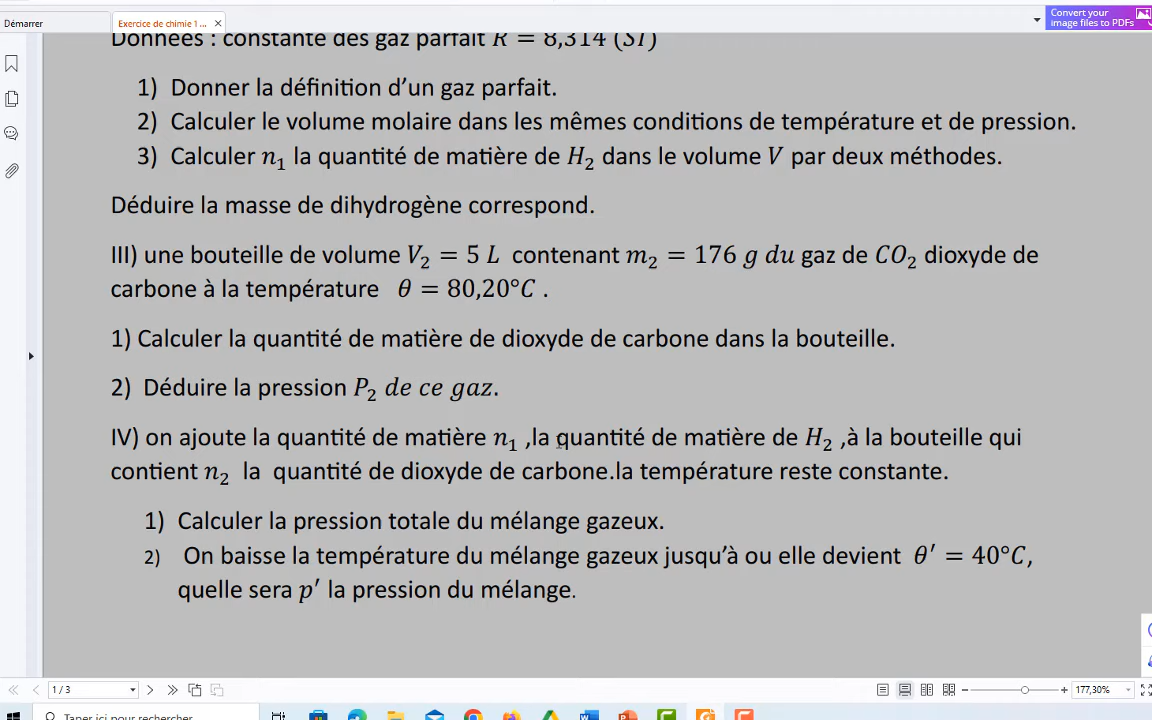 Démarrer
Exercice de chimie 1 ... ×
Convert your
image files to PDFs
Données : constante des gaz parfait R = 8,314 (SI)
1) Donner la définition d’un gaz parfait.
2) Calculer le volume molaire dans les mêmes conditions de température et de pression.
3) Calculer n₁ la quantité de matière de H₂ dans le volume V par deux méthodes.
Déduire la masse de dihydrogène correspond.
III) une bouteille de volume V₂ = 5 L contenant m₂ = 176 g du gaz de CO₂ dioxyde de
carbone à la température θ = 80,20°C .
1) Calculer la quantité de matière de dioxyde de carbone dans la bouteille.
2) Déduire la pression P₂ de ce gaz.
IV) on ajoute la quantité de matière n₁ ,la quantité de matière de H₂ ,à la bouteille qui
contient n₂ la quantité de dioxyde de carbone.la température reste constante.
1) Calculer la pression totale du mélange gazeux.
2) On baisse la température du mélange gazeux jusqu’à ou elle devient θ′ = 40°C,
quelle sera p′ la pression du mélange.
1 / 3
177,30%
Taper ici pour rechercher